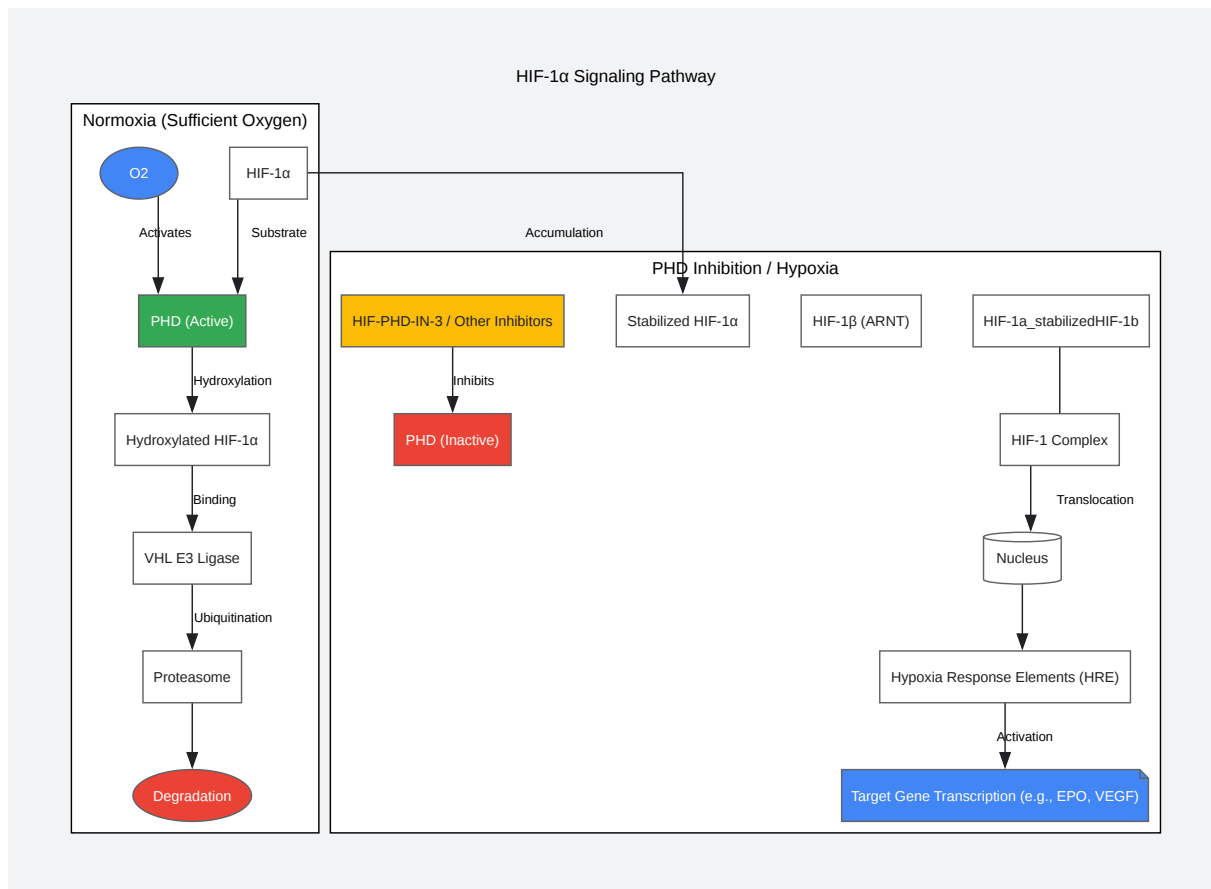 HIF-1α Signaling Pathway
Normoxia (Sufficient Oxygen)
O2
HIF-1α
Activates
Substrate
PHD (Active)
Hydroxylation
Hydroxylated HIF-1α
Binding
VHL E3 Ligase
Ubiquitination
Proteasome
Degradation
Accumulation
PHD Inhibition / Hypoxia
HIF-PHD-IN-3 / Other Inhibitors
Stabilized HIF-1α
HIF-1β (ARNT)
HIF-1a_stabilizedHIF-1b
Inhibits
PHD (Inactive)
HIF-1 Complex
Translocation
Nucleus
Hypoxia Response Elements (HRE)
Activation
Target Gene Transcription (e.g., EPO, VEGF)